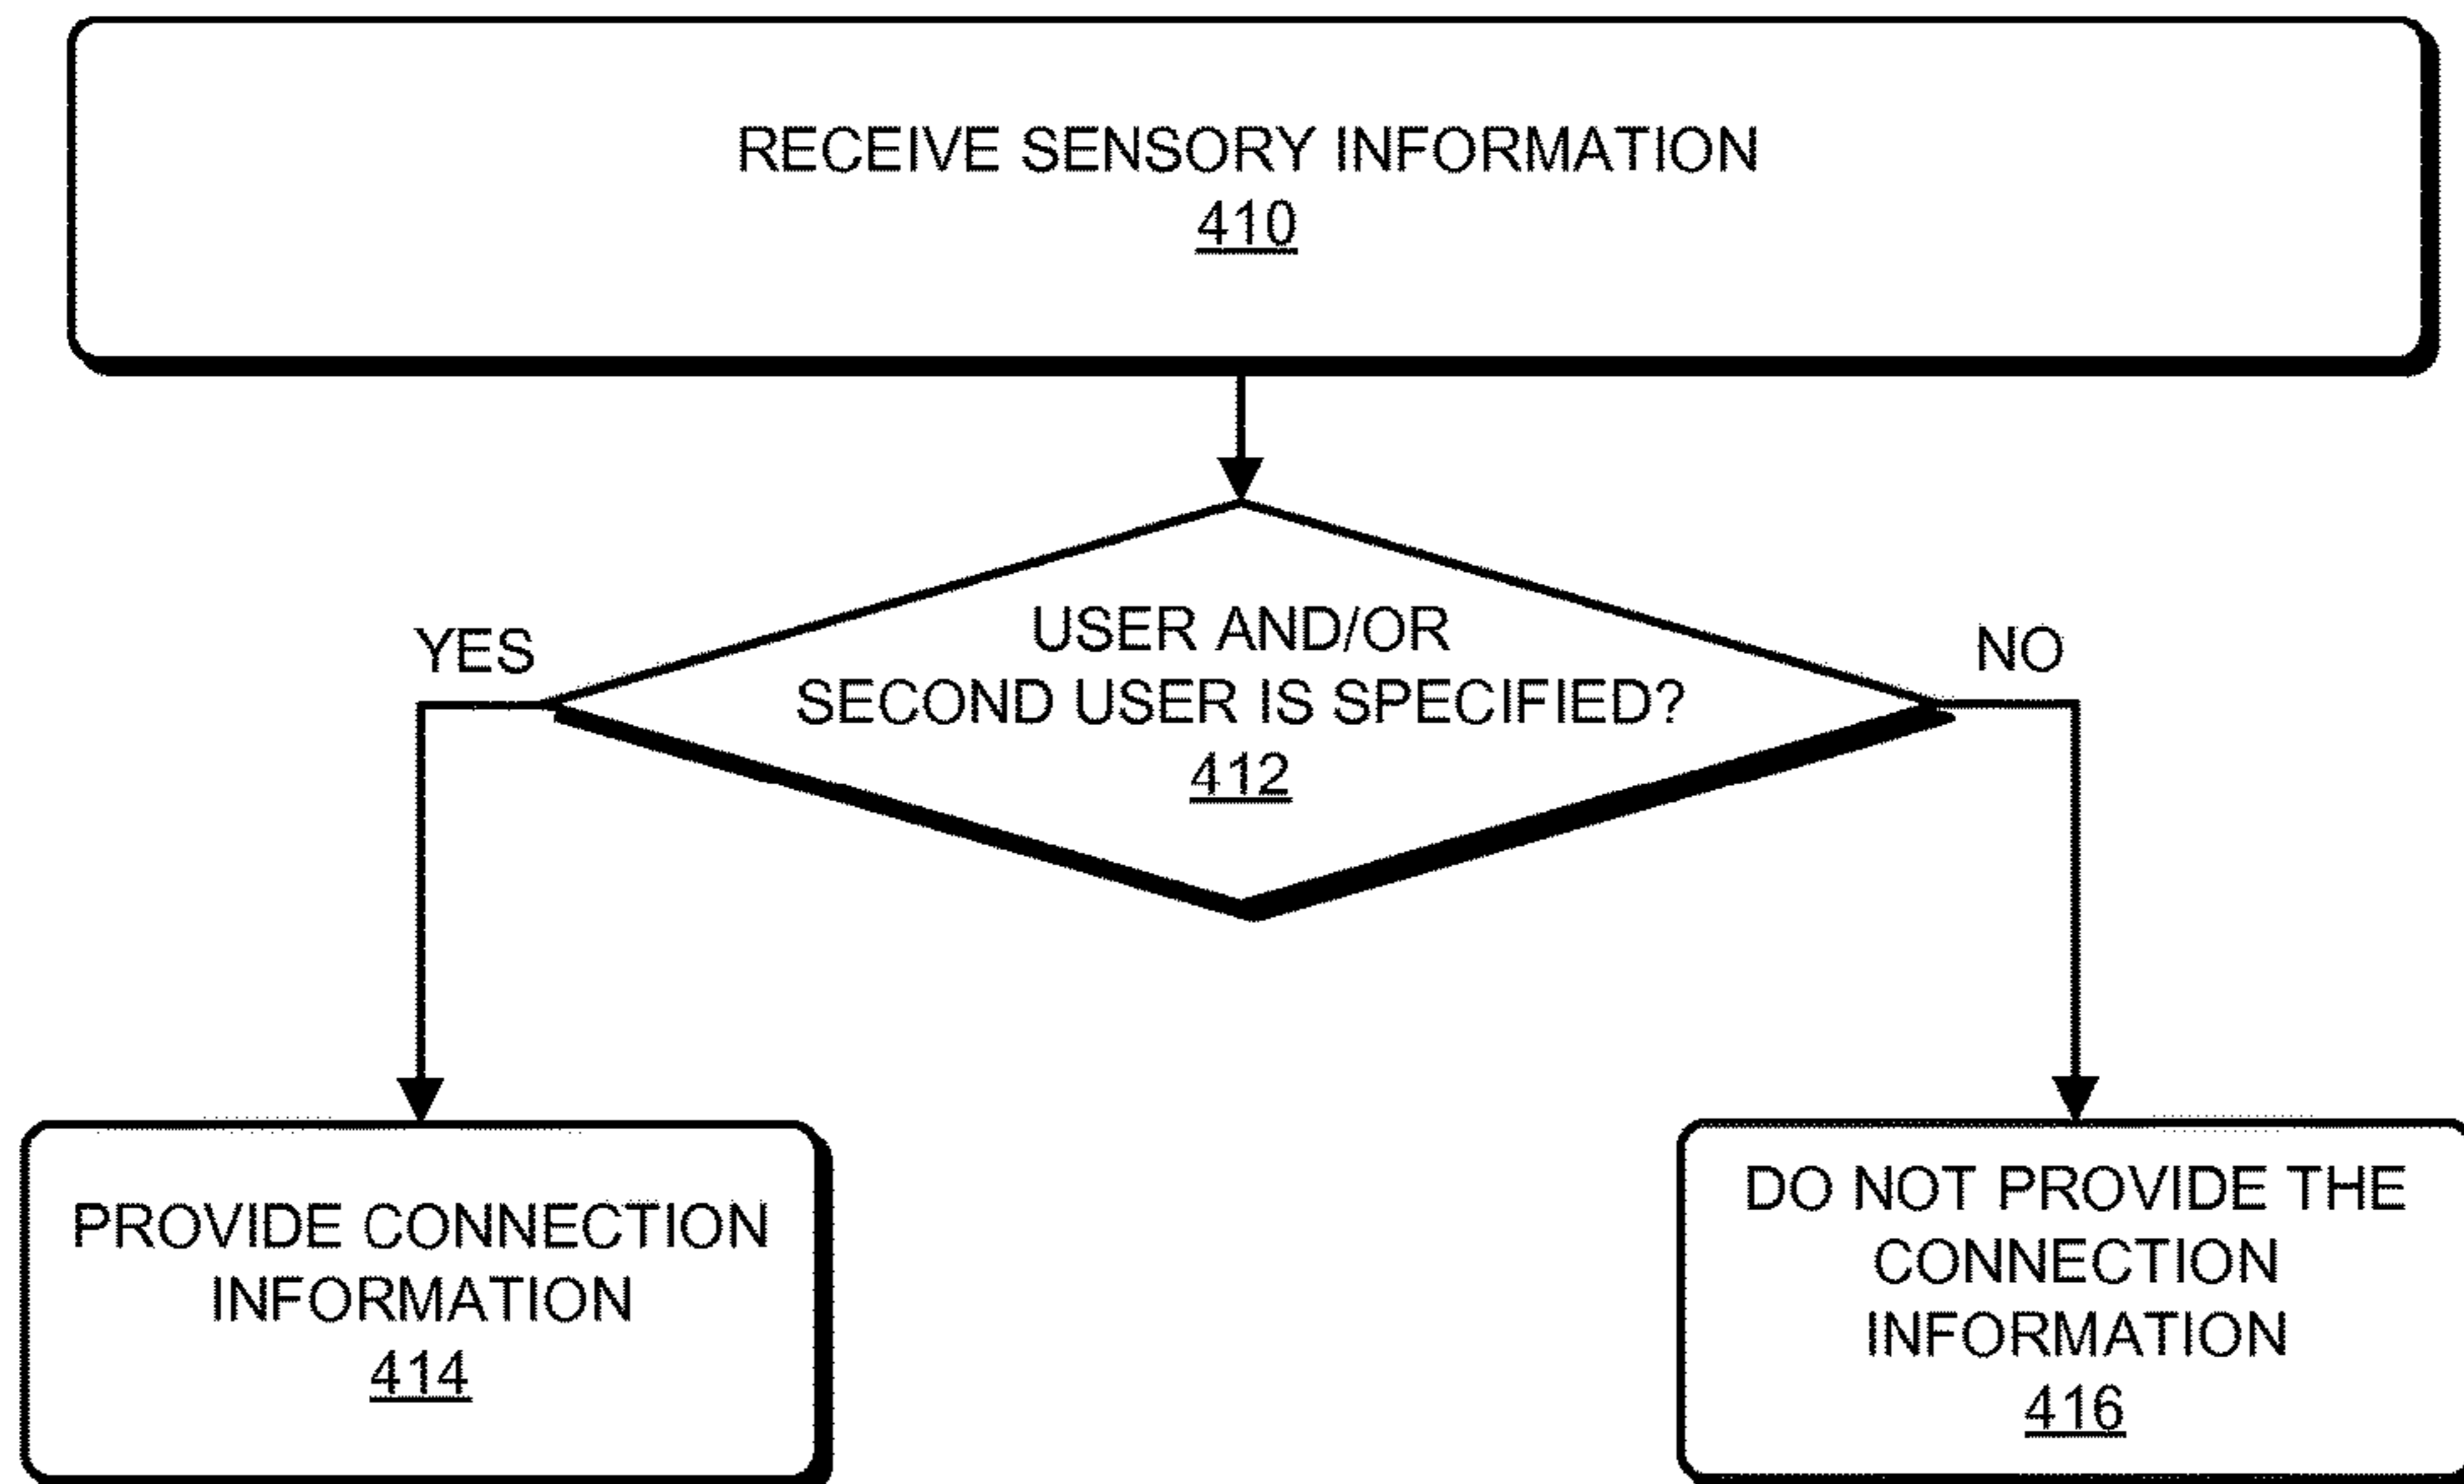 RECEIVE SENSORY INFORMATION
410
USER AND/OR
SECOND USER IS SPECIFIED?
412
YES
NO
PROVIDE CONNECTION
INFORMATION
414
DO NOT PROVIDE THE
CONNECTION
INFORMATION
416